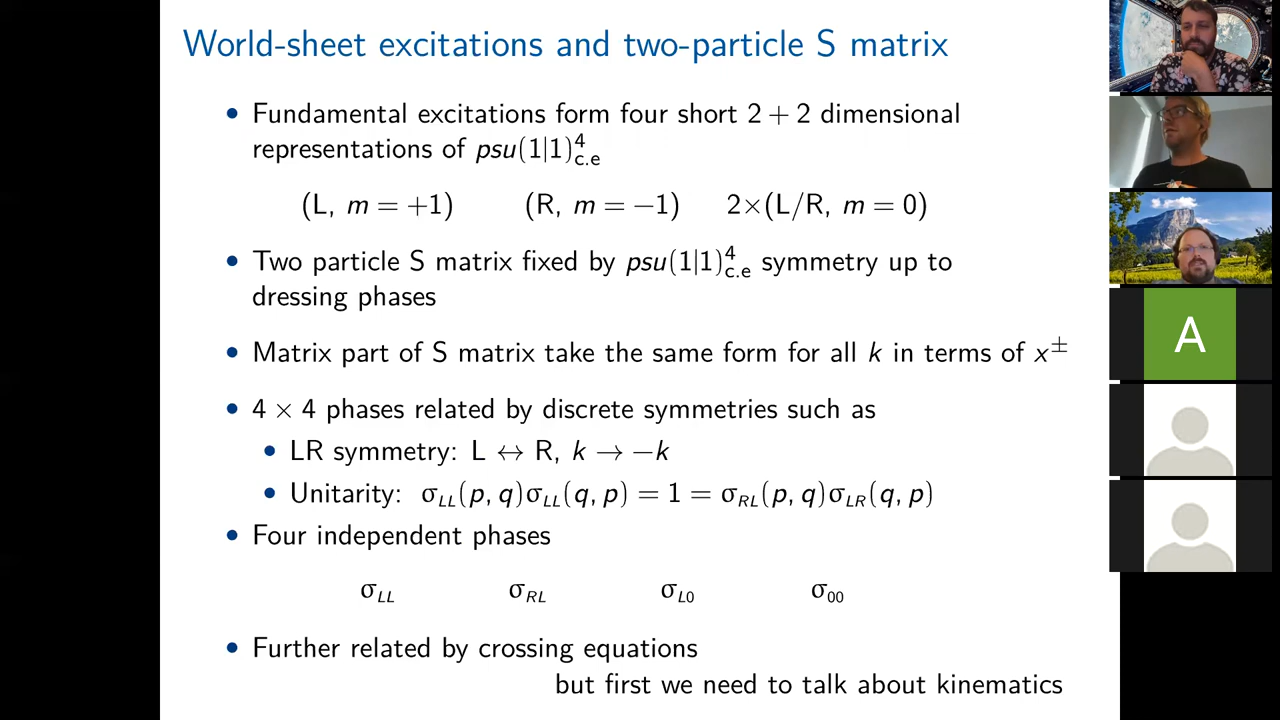 World-sheet excitations and two-particle S matrix
• Fundamental excitations form four short 2 + 2 dimensional
representations of psu(1|1)⁴c.e
(L, m = +1) (R, m = −1) 2×(L/R, m = 0)
• Two particle S matrix fixed by psu(1|1)⁴c.e symmetry up to
dressing phases
• Matrix part of S matrix take the same form for all k in terms of x±
• 4 × 4 phases related by discrete symmetries such as
• LR symmetry: L ↔ R, k → −k
• Unitarity: σLL(p, q)σLL(q, p) = 1 = σRL(p, q)σLR(q, p)
• Four independent phases
σLL σRL σL0 σ00
• Further related by crossing equations
but first we need to talk about kinematics
A